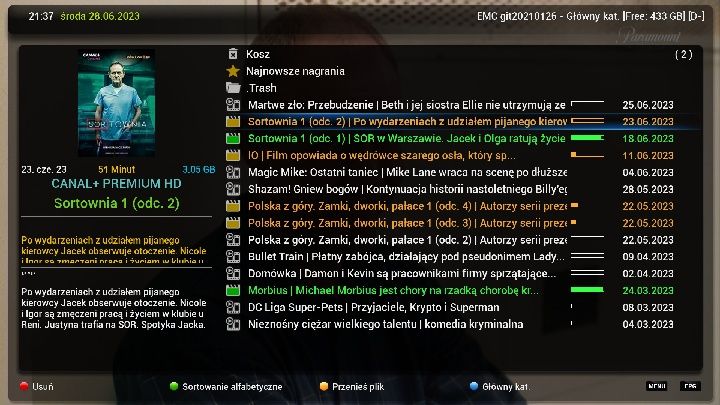 21:37 środa 28.06.2023
EMC git20210126 - Główny kat. [Free: 433 GB] [D-]
Paramount
( 2 )
Kosz
Najnowsze nagrania
.Trash
Martwe zło: Przebudzenie | Beth i jej siostra Ellie nie utrzymują ze 25.06.2023
Sortownia 1 (odc. 2) | Po wydarzeniach z udziałem pijanego kierow 23.06.2023
Sortownia 1 (odc. 1) | SOR w Warszawie. Jacek i Olga ratują życie 18.06.2023
IO | Film opowiada o wędrówce szarego osła, który sp... 11.06.2023
Magic Mike: Ostatni taniec | Mike Lane wraca na scenę po dłuższe 04.06.2023
Shazam! Gniew bogów | Kontynuacja historii nastoletniego Billy'eg 28.05.2023
Polska z góry. Zamki, dworki, pałace 1 (odc. 4) | Autorzy serii preze 22.05.2023
Polska z góry. Zamki, dworki, pałace 1 (odc. 3) | Autorzy serii preze 22.05.2023
Polska z góry. Zamki, dworki, pałace 1 (odc. 2) | Autorzy serii preze 22.05.2023
Bullet Train | Płatny zabójca, działający pod pseudonimem Lady... 09.04.2023
Domówka | Damon i Kevin są pracownikami firmy sprzątające... 02.04.2023
Morbius | Michael Morbius jest chory na rzadką chorobę kr... 24.03.2023
DC Liga Super-Pets | Przyjaciele, Krypto i Superman 08.03.2023
Nieznośny ciężar wielkiego talentu | komedia kryminalna 04.03.2023
CANAL+
SORTOWNIA
23. cze. 23 51 Minut 3.05 GB
CANAL+ PREMIUM HD
Sortownia 1 (odc. 2)
Po wydarzeniach z udziałem pijanego
kierowcy Jacek obserwuje otoczenie. Nicole
i Igor są zmęczeni pracą i życiem w klubie u
Po wydarzeniach z udziałem pijanego
kierowcy Jacek obserwuje otoczenie. Nicole
i Igor są zmęczeni pracą i życiem w klubie u
Reni. Justyna trafia na SOR. Spotyka Jacka.
Usuń
Sortowanie alfabetyczne
Przenieś plik
Główny kat.
MENU
EPG